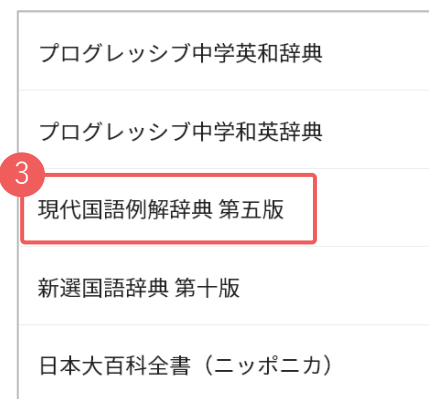 プログレッシブ中学英和辞典
プログレッシブ中学和英辞典
3
現代国語例解辞典 第五版
新選国語辞典 第十版
日本大百科全書（ニッポニカ）